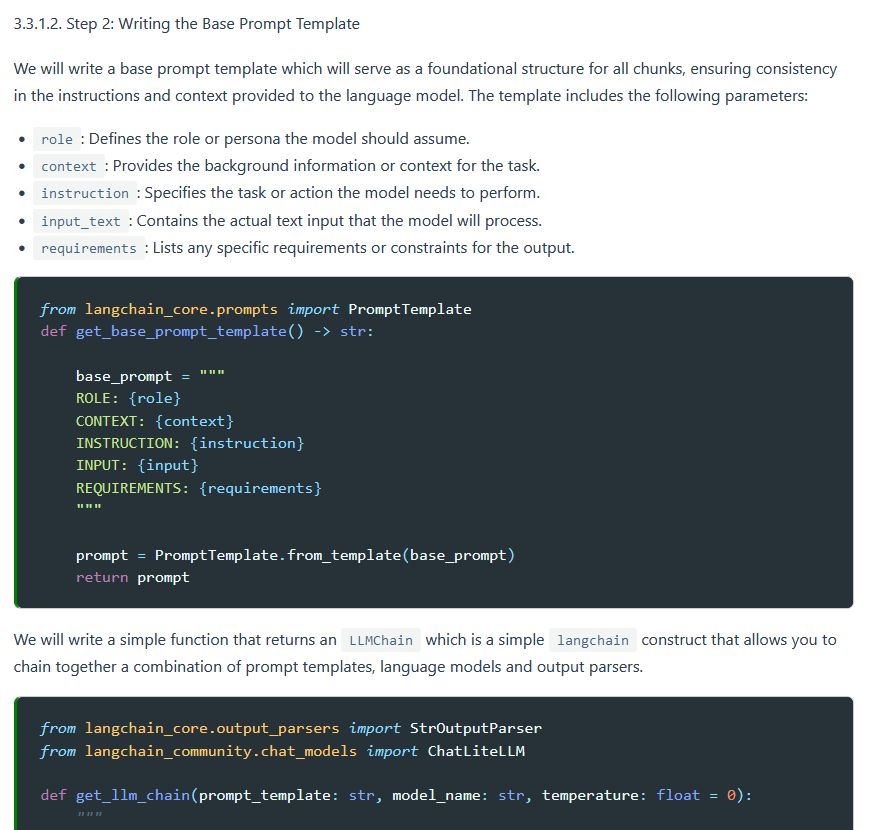 3.3.1.2. Step 2: Writing the Base Prompt Template
We will write a base prompt template which will serve as a foundational structure for all chunks, ensuring consistency
in the instructions and context provided to the language model. The template includes the following parameters:
• role : Defines the role or persona the model should assume.
• context : Provides the background information or context for the task.
• instruction : Specifies the task or action the model needs to perform.
• input_text : Contains the actual text input that the model will process.
• requirements : Lists any specific requirements or constraints for the output.
from langchain_core.prompts import PromptTemplate
def get_base_prompt_template() -> str:
    base_prompt = """
    ROLE: {role}
    CONTEXT: {context}
    INSTRUCTION: {instruction}
    INPUT: {input}
    REQUIREMENTS: {requirements}
    """
    prompt = PromptTemplate.from_template(base_prompt)
    return prompt
We will write a simple function that returns an LLMChain which is a simple langchain construct that allows you to
chain together a combination of prompt templates, language models and output parsers.
from langchain_core.output_parsers import StrOutputParser
from langchain_community.chat_models import ChatLiteLLM
def get_llm_chain(prompt_template: str, model_name: str, temperature: float = 0):
    """